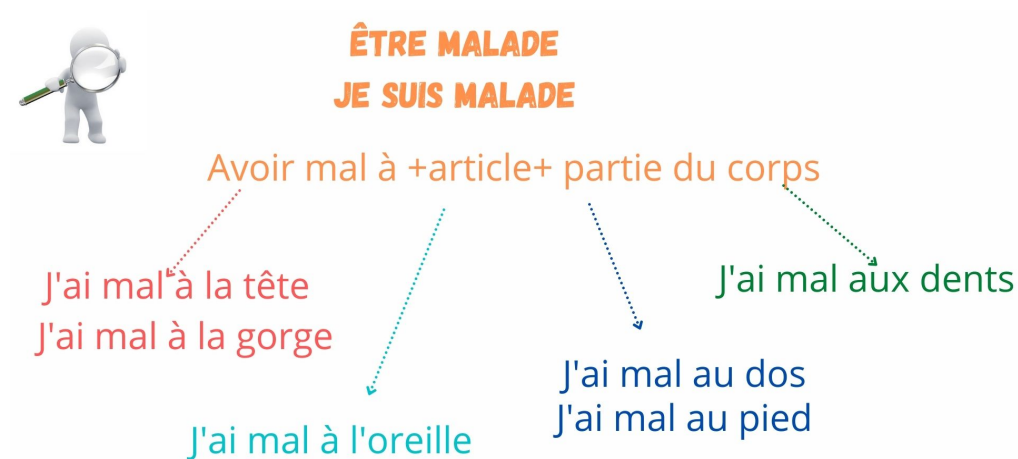 ÊTRE MALADE
JE SUIS MALADE
Avoir mal à +article+ partie du corps
J'ai mal à la tête
J'ai mal à la gorge
J'ai mal à l'oreille
J'ai mal au dos
J'ai mal au pied
J'ai mal aux dents